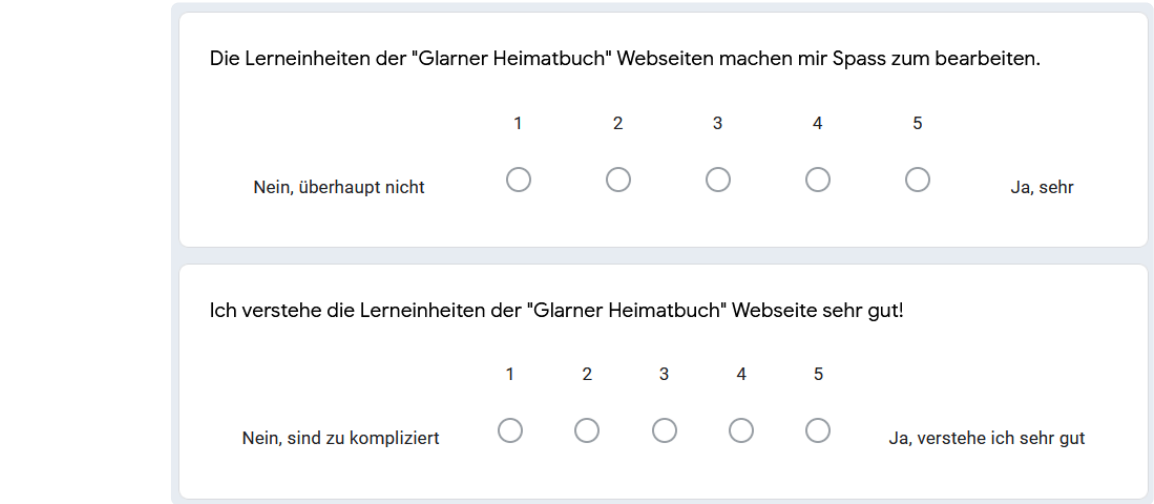 Die Lerneinheiten der "Glarner Heimatbuch" Webseiten machen mir Spass zum bearbeiten.
1 2 3 4 5
Nein, überhaupt nicht Ja, sehr
Ich verstehe die Lerneinheiten der "Glarner Heimatbuch" Webseite sehr gut!
1 2 3 4 5
Nein, sind zu kompliziert Ja, verstehe ich sehr gut